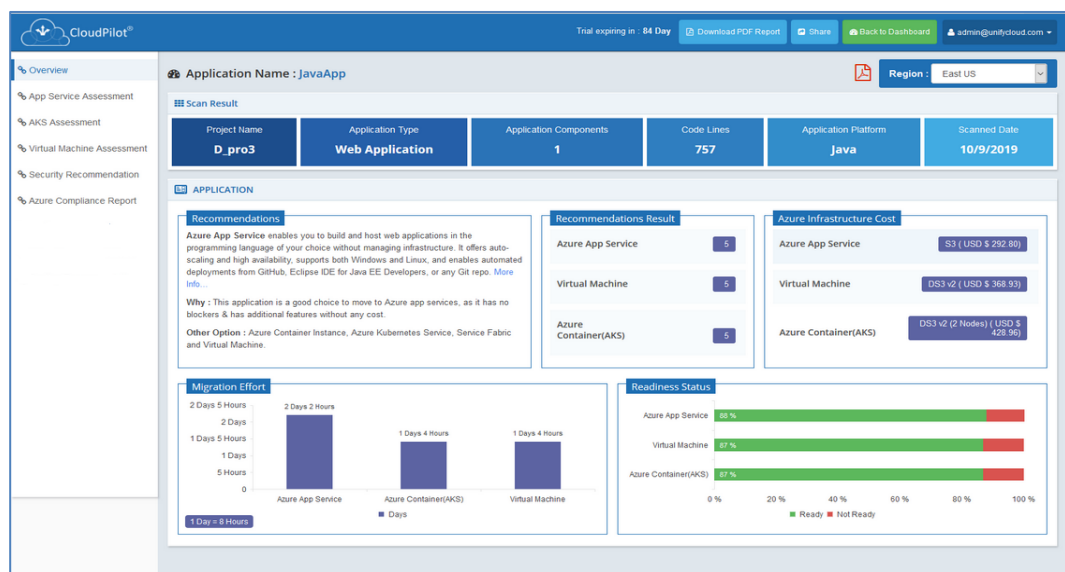 CloudPilot®
Trial expiring in : 84 Day
Download PDF Report
Share
Back to Dashboard
admin@unifycloud.com
Overview
App Service Assessment
AKS Assessment
Virtual Machine Assessment
Security Recommendation
Azure Compliance Report
Application Name : JavaApp
Region :
East US
Scan Result
Project Name
D_pro3
Application Type
Web Application
Application Components
1
Code Lines
757
Application Platform
Java
Scanned Date
10/9/2019
APPLICATION
Recommendations
Azure App Service enables you to build and host web applications in the
programming language of your choice without managing infrastructure. It offers auto-
scaling and high availability, supports both Windows and Linux, and enables automated
deployments from GitHub, Eclipse IDE for Java EE Developers, or any Git repo. More
Info...
Why : This application is a good choice to move to Azure app services, as it has no
blockers & has additional features without any cost.
Other Option : Azure Container Instance, Azure Kubernetes Service, Service Fabric
and Virtual Machine.
Recommendations Result
Azure App Service
5
Virtual Machine
5
Azure
Container(AKS)
5
Azure Infrastructure Cost
Azure App Service
S3 ( USD $ 292.80)
Virtual Machine
DS3 v2 ( USD $ 368.93)
Azure Container(AKS)
DS3 v2 (2 Nodes) ( USD $
428.96)
Migration Effort
2 Days 5 Hours
2 Days
1 Days 5 Hours
1 Days
5 Hours
0
2 Days 2 Hours
1 Days 4 Hours
1 Days 4 Hours
Azure App Service
Azure Container(AKS)
Virtual Machine
Days
1 Day = 8 Hours
Readiness Status
Azure App Service
88 %
Virtual Machine
87 %
Azure Container(AKS)
87 %
0 %
20 %
40 %
60 %
80 %
100 %
Ready
Not Ready